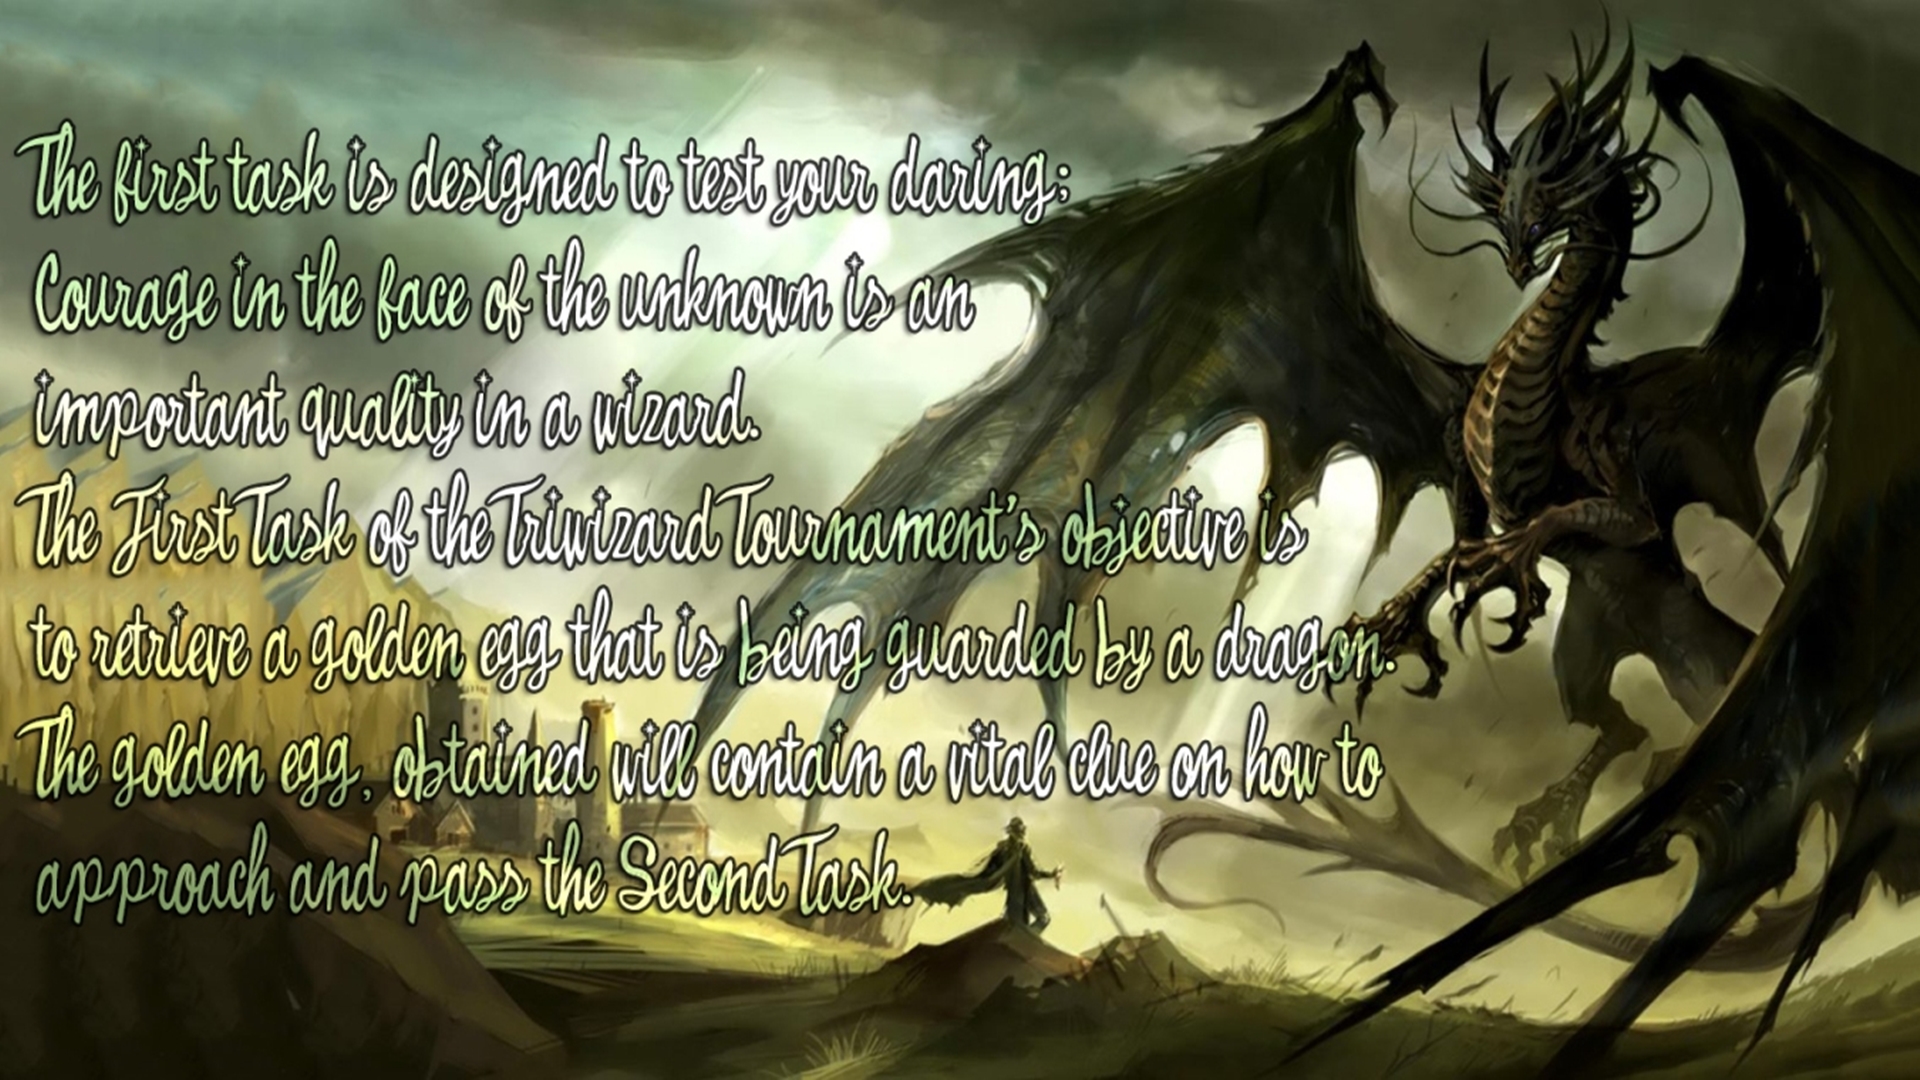 The first task is designed to test your daring;
Courage in the face of the unknown is an
important quality in a wizard.
The First Task of the Triwizard Tournament's objective is
to retrieve a golden egg that is being guarded by a dragon.
The golden egg, obtained will contain a vital clue on how to
approach and pass the Second Task.